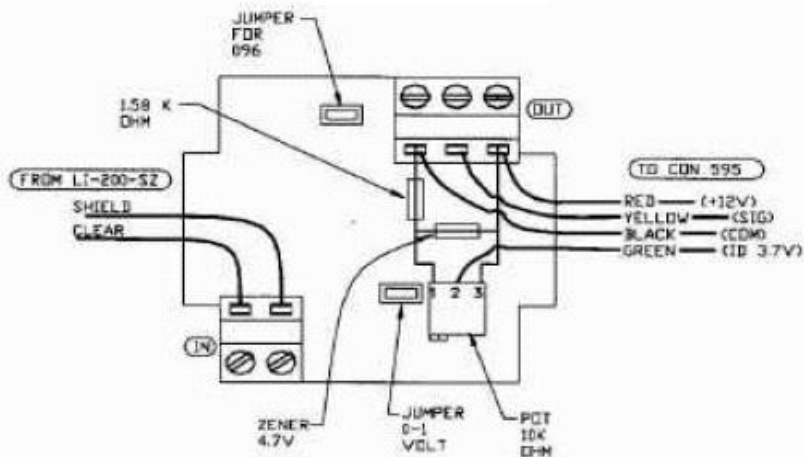 JUMPER
FOR
096
1.58 K
OHM
OUT
FROM LI-200-SZ
TO CON 595
SHIELD
CLEAR
RED (+12V)
YELLOW (SIG)
BLACK (COM)
GREEN (ID 3.7V)
1 2 3
IN
ZENER
4.7V
JUMPER
0-1
VOLT
POT
10K
OHM